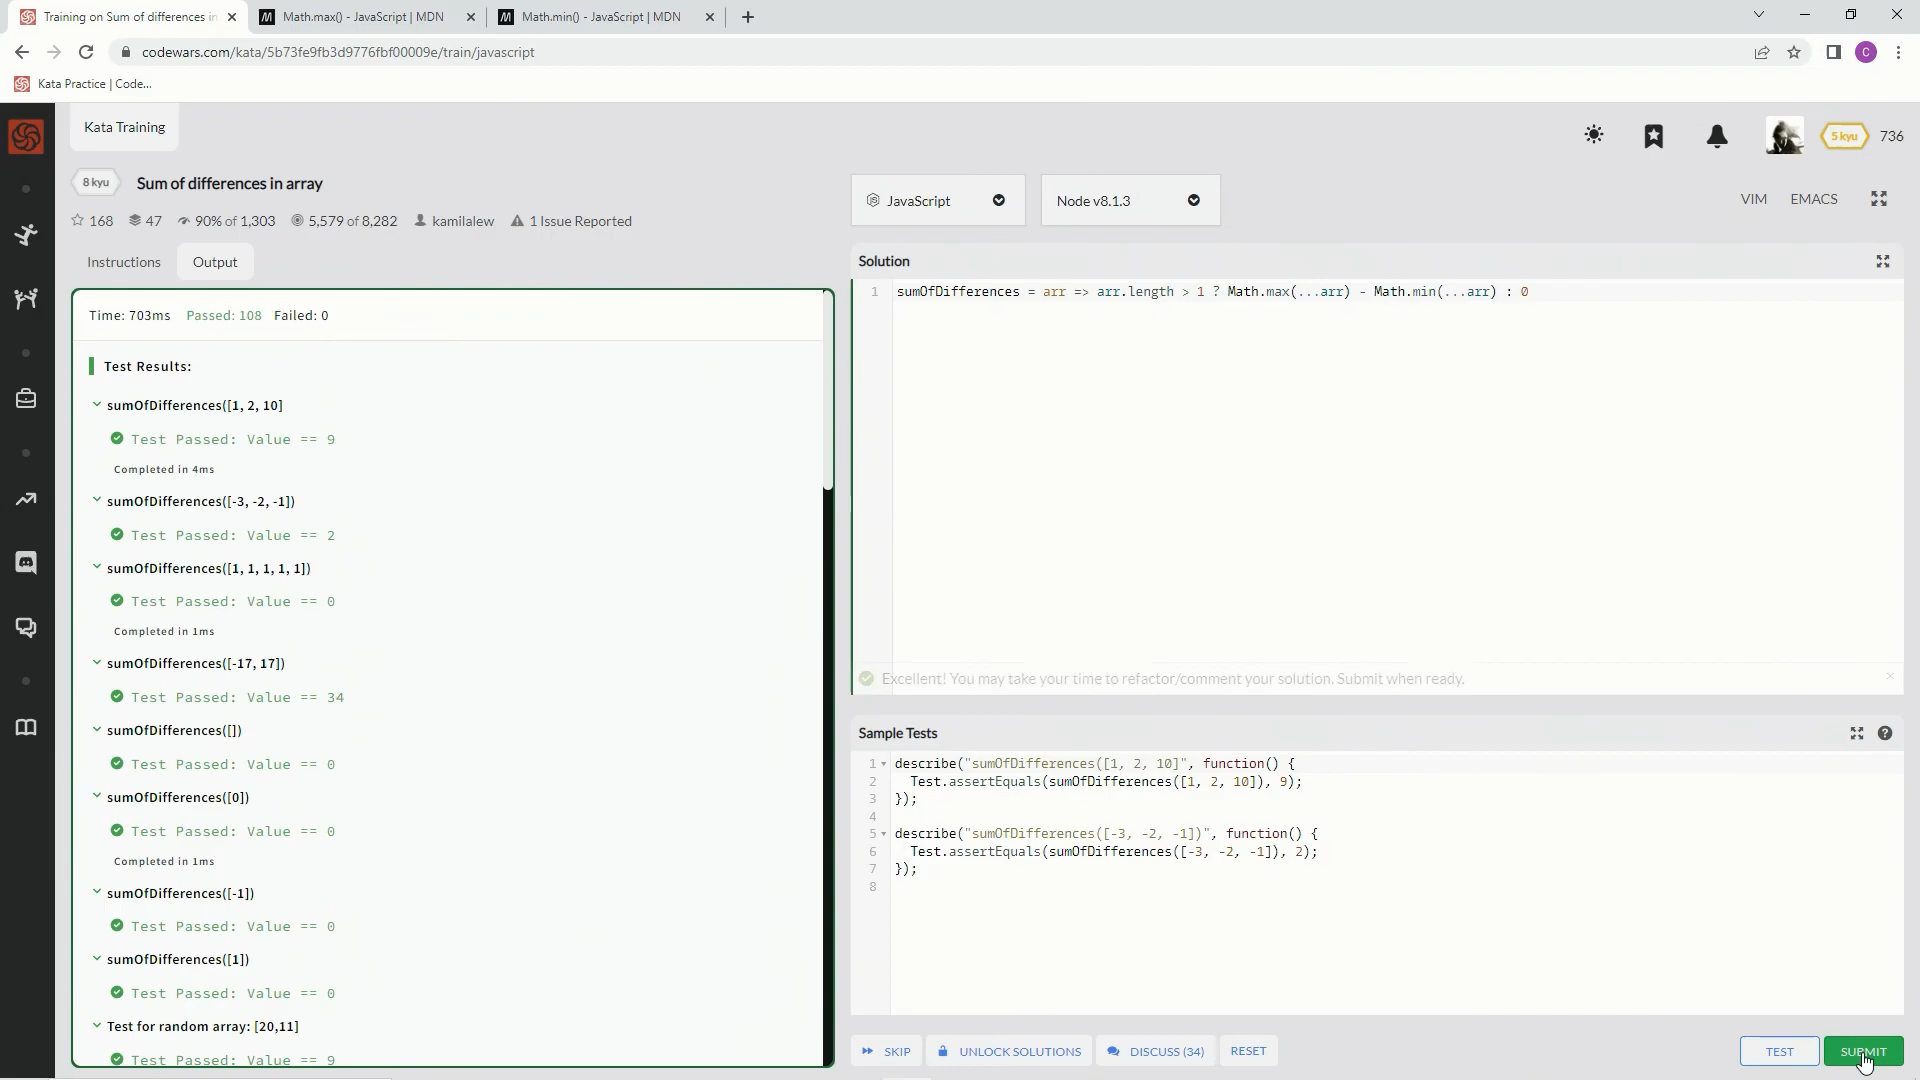 Training on Sum of differences in
Math.max() - JavaScript | MDN
Math.min() - JavaScript | MDN
codewars.com/kata/5b73fe9fb3d9776fbf00009e/train/javascript
C
Kata Practice | Code...
Kata Training
5 kyu
736
8 kyu
Sum of differences in array
168
47
90% of 1,303
5,579 of 8,282
kamilalew
1 Issue Reported
JavaScript
Node v8.1.3
VIM
EMACS
Instructions
Output
Time: 703ms Passed: 108 Failed: 0
Test Results:
sumOfDifferences([1, 2, 10]
Test Passed: Value == 9
Completed in 4ms
sumOfDifferences([-3, -2, -1])
Test Passed: Value == 2
sumOfDifferences([1, 1, 1, 1, 1])
Test Passed: Value == 0
Completed in 1ms
sumOfDifferences([-17, 17])
Test Passed: Value == 34
sumOfDifferences([])
Test Passed: Value == 0
sumOfDifferences([0])
Test Passed: Value == 0
Completed in 1ms
sumOfDifferences([-1])
Test Passed: Value == 0
sumOfDifferences([1])
Test Passed: Value == 0
Test for random array: [20,11]
Test Passed: Value == 9
Solution
1 sumOfDifferences = arr => arr.length > 1 ? Math.max(...arr) - Math.min(...arr) : 0
Excellent! You may take your time to refactor/comment your solution. Submit when ready.
Sample Tests
1 describe("sumOfDifferences([1, 2, 10]", function() {
2 Test.assertEquals(sumOfDifferences([1, 2, 10]), 9);
3 });
4
5 describe("sumOfDifferences([-3, -2, -1])", function() {
6 Test.assertEquals(sumOfDifferences([-3, -2, -1]), 2);
7 });
8
SKIP
UNLOCK SOLUTIONS
DISCUSS (34)
RESET
TEST
SUBMIT